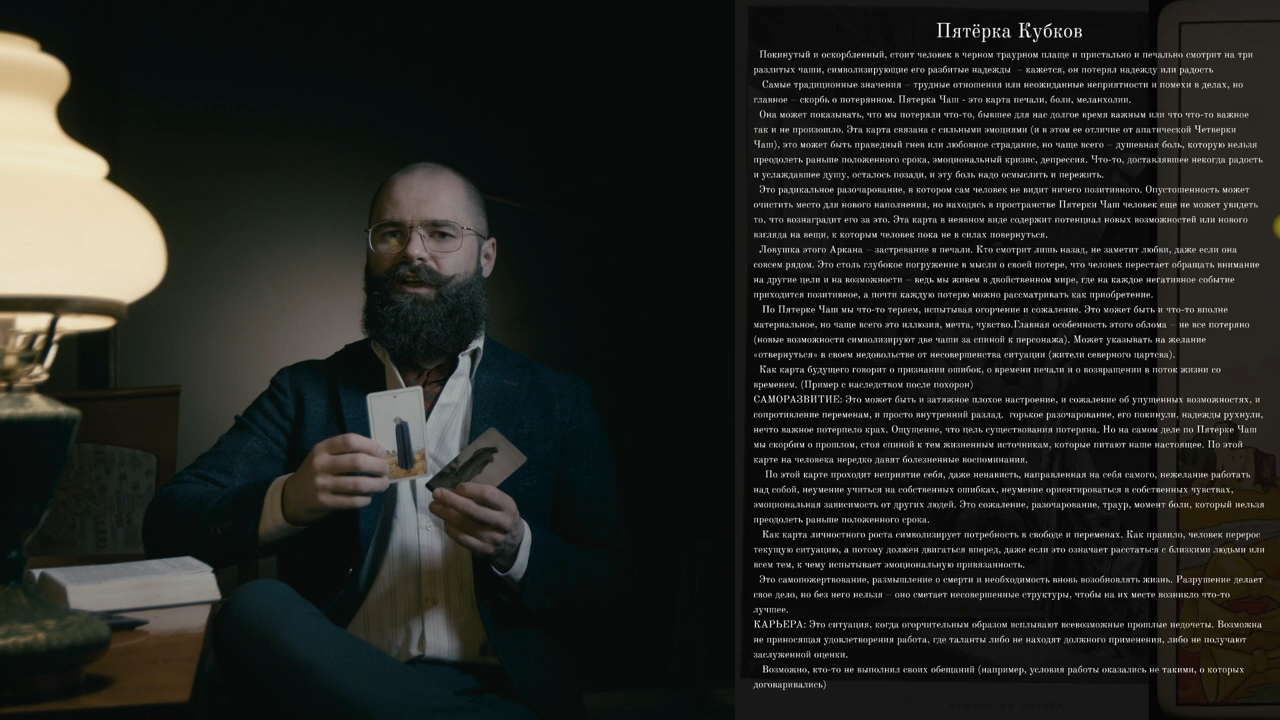 Пятёрка Кубков
Покинутый и оскорбленный, стоит человек в черном траурном плаще и пристально и печально смотрит на три
разлитых чаши, символизирующие его разбитые надежды – кажется, он потерял надежду или радость
Самые традиционные значения – трудные отношения или неожиданные неприятности и помехи в делах, но
главное – скорбь о потерянном. Пятерка Чаш - это карта печали, боли, меланхолии.
Она может показывать, что мы потеряли что-то, бывшее для нас долгое время важным или что что-то важное
так и не произошло. Эта карта связана с сильными эмоциями (и в этом ее отличие от апатической Четверки
Чаш), это может быть праведный гнев или любовное страдание, но чаще всего – душевная боль, которую нельзя
преодолеть раньше положенного срока, эмоциональный кризис, депрессия. Что-то, доставлявшее некогда радость
и услаждавшее душу, осталось позади, и эту боль надо осмыслить и пережить.
Это радикальное разочарование, в котором сам человек не видит ничего позитивного. Опустошенность может
очистить место для нового наполнения, но находясь в пространстве Пятерки Чаш человек еще не может увидеть
то, что вознаградит его за это. Эта карта в неявном виде содержит потенциал новых возможностей или нового
взгляда на вещи, к которым человек пока не в силах повернуться.
Ловушка этого Аркана – застревание в печали. Кто смотрит лишь назад, не заметит любви, даже если она
совсем рядом. Это столь глубокое погружение в мысли о своей потере, что человек перестает обращать внимание
на другие цели и на возможности – ведь мы живем в двойственном мире, где на каждое негативное событие
приходится позитивное, а почти каждую потерю можно рассматривать как приобретение.
По Пятерке Чаш мы что-то теряем, испытывая огорчение и сожаление. Это может быть и что-то вполне
материальное, но чаще всего это иллюзия, мечта, чувство.Главная особенность этого облома – не все потеряно
(новые возможности символизируют две чаши за спиной к персонажа). Может указывать на желание
«отвернуться» в своем недовольстве от несовершенства ситуации (жители северного цартсва).
Как карта будущего говорит о признании ошибок, о времени печали и о возвращении в поток жизни со
временем. (Пример с наследством после похорон)
САМОРАЗВИТИЕ: Это может быть и затяжное плохое настроение, и сожаление об упущенных возможностях, и
сопротивление переменам, и просто внутренний разлад, горькое разочарование, его покинули, надежды рухнули,
нечто важное потерпело крах. Ощущение, что цель существования потеряна. Но на самом деле по Пятерке Чаш
мы скорбим о прошлом, стоя спиной к тем жизненным источникам, которые питают наше настоящее. По этой
карте на человека нередко давят болезненные воспоминания.
По этой карте проходит неприятие себя, даже ненависть, направленная на себя самого, нежелание работать
над собой, неумение учиться на собственных ошибках, неумение ориентироваться в собственных чувствах,
эмоциональная зависимость от других людей. Это сожаление, разочарование, траур, момент боли, который нельзя
преодолеть раньше положенного срока.
Как карта личностного роста символизирует потребность в свободе и переменах. Как правило, человек перерос
текущую ситуацию, а потому должен двигаться вперед, даже если это означает расстаться с близкими людьми или
всем тем, к чему испытывает эмоциональную привязанность.
Это самопожертвование, размышление о смерти и необходимость вновь возобновлять жизнь. Разрушение делает
свое дело, но без него нельзя – оно сметает несовершенные структуры, чтобы на их месте возникло что-то
лучшее.
КАРЬЕРА: Это ситуация, когда огорчительным образом всплывают всевозможные прошлые недочеты. Возможна
не приносящая удовлетворения работа, где таланты либо не находят должного применения, либо не получают
заслуженной оценки.
Возможно, кто-то не выполнил своих обещаний (например, условия работы оказались не такими, о которых
договаривались)